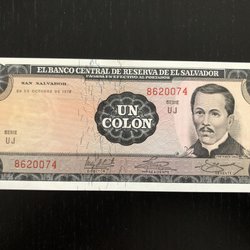 EL BANCO CENTRAL DE RESERVA DE EL SALVADOR
SAN SALVADOR
8620074
SERIE
UJ
UN
COLON
SERIE
UJ
8620074